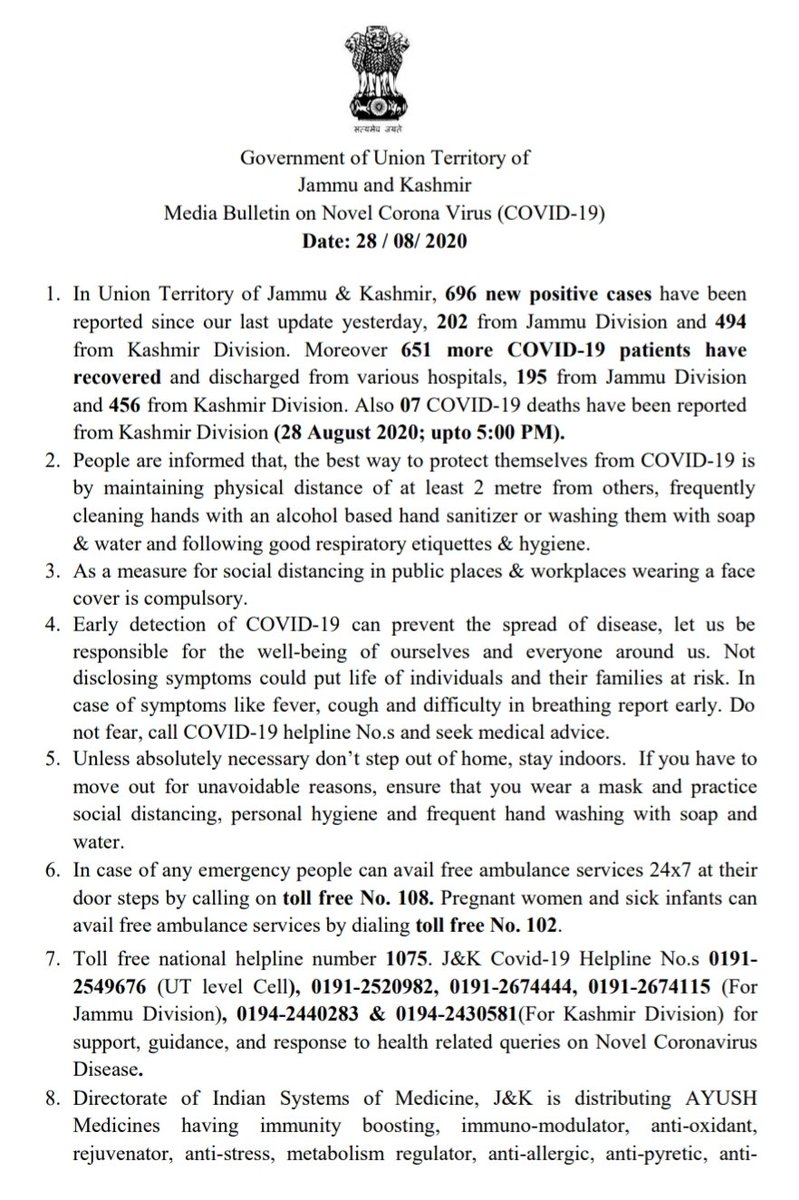 सत्यमेव जयते
Government of Union Territory of
Jammu and Kashmir
Media Bulletin on Novel Corona Virus (COVID-19)
Date: 28 / 08/ 2020
1. In Union Territory of Jammu & Kashmir, 696 new positive cases have been
reported since our last update yesterday, 202 from Jammu Division and 494
from Kashmir Division. Moreover 651 more COVID-19 patients have
recovered and discharged from various hospitals, 195 from Jammu Division
and 456 from Kashmir Division. Also 07 COVID-19 deaths have been reported
from Kashmir Division (28 August 2020; upto 5:00 PM).
2. People are informed that, the best way to protect themselves from COVID-19 is
by maintaining physical distance of at least 2 metre from others, frequently
cleaning hands with an alcohol based hand sanitizer or washing them with soap
& water and following good respiratory etiquettes & hygiene.
3. As a measure for social distancing in public places & workplaces wearing a face
cover is compulsory.
4. Early detection of COVID-19 can prevent the spread of disease, let us be
responsible for the well-being of ourselves and everyone around us. Not
disclosing symptoms could put life of individuals and their families at risk. In
case of symptoms like fever, cough and difficulty in breathing report early. Do
not fear, call COVID-19 helpline No.s and seek medical advice.
5. Unless absolutely necessary don’t step out of home, stay indoors. If you have to
move out for unavoidable reasons, ensure that you wear a mask and practice
social distancing, personal hygiene and frequent hand washing with soap and
water.
6. In case of any emergency people can avail free ambulance services 24x7 at their
door steps by calling on toll free No. 108. Pregnant women and sick infants can
avail free ambulance services by dialing toll free No. 102.
7. Toll free national helpline number 1075. J&K Covid-19 Helpline No.s 0191-
2549676 (UT level Cell), 0191-2520982, 0191-2674444, 0191-2674115 (For
Jammu Division), 0194-2440283 & 0194-2430581(For Kashmir Division) for
support, guidance, and response to health related queries on Novel Coronavirus
Disease.
8. Directorate of Indian Systems of Medicine, J&K is distributing AYUSH
Medicines having immunity boosting, immuno-modulator, anti-oxidant,
rejuvenator, anti-stress, metabolism regulator, anti-allergic, anti-pyretic, anti-